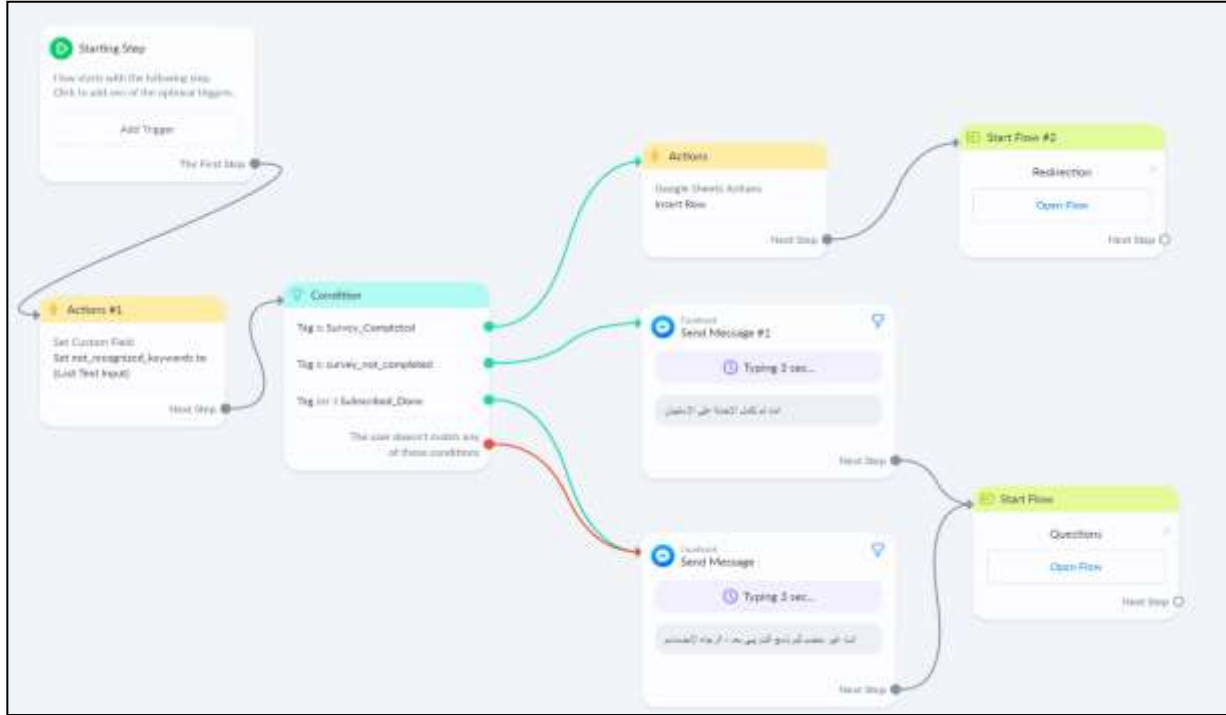 Starting Step
Flow starts with the following step.
Click to add one of the optional triggers.
Add Trigger
The First Step
Actions #1
Set Custom Field
Set not_recognized_keywords to
(Last Text Input)
Next Step
Condition
Tag is Survey_Completed
Tag is survey_not_completed
Tag isn't Subscribed_Done
The user doesn't match any
of these conditions
Actions
Google Sheets Actions
Insert Row
Next Step
Start Flow #2
Redirection
Open Flow
Next Step
Facebook
Send Message #1
Typing 3 sec...
Next Step
Facebook
Send Message
Typing 3 sec...
Next Step
Start Flow
Questions
Open Flow
Next Step